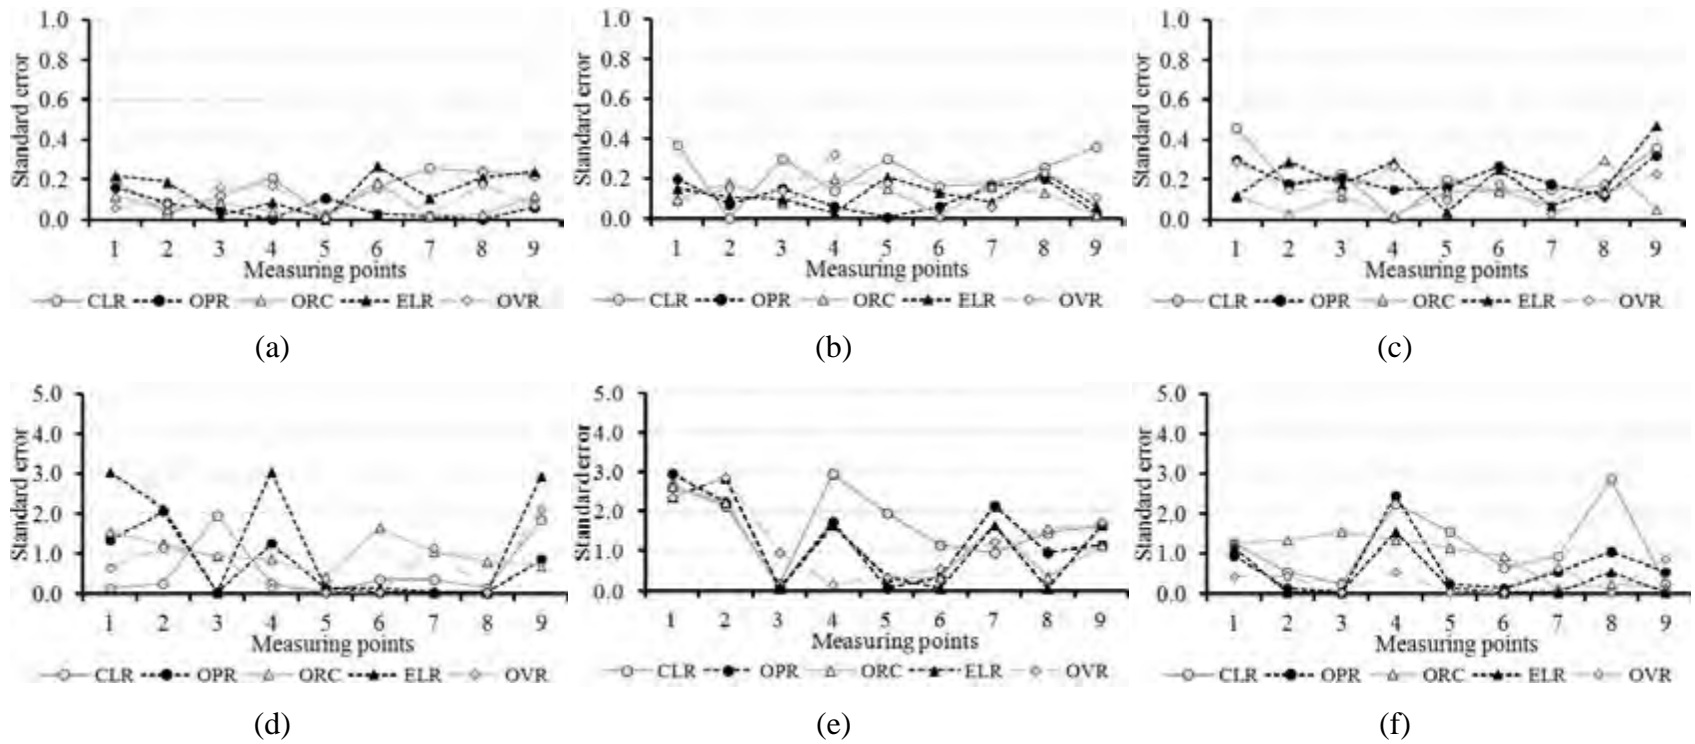 1.0
0.8
0.6
0.4
0.2
0.0
Standard error
1 2 3 4 5 6 7 8 9
Measuring points
CLR OPR ORC ELR OVR
(a)
1.0
0.8
0.6
0.4
0.2
0.0
Standard error
1 2 3 4 5 6 7 8 9
Measuring points
CLR OPR ORC ELR OVR
(b)
1.0
0.8
0.6
0.4
0.2
0.0
Standard error
1 2 3 4 5 6 7 8 9
Measuring points
CLR OPR ORC ELR OVR
(c)
5.0
4.0
3.0
2.0
1.0
0.0
Standard error
1 2 3 4 5 6 7 8 9
Measuring points
CLR OPR ORC ELR OVR
(d)
5.0
4.0
3.0
2.0
1.0
0.0
Standard error
1 2 3 4 5 6 7 8 9
Measuring points
CLR OPR ORC ELR OVR
(e)
5.0
4.0
3.0
2.0
1.0
0.0
Standard error
1 2 3 4 5 6 7 8 9
Measuring points
CLR OPR ORC ELR OVR
(f)